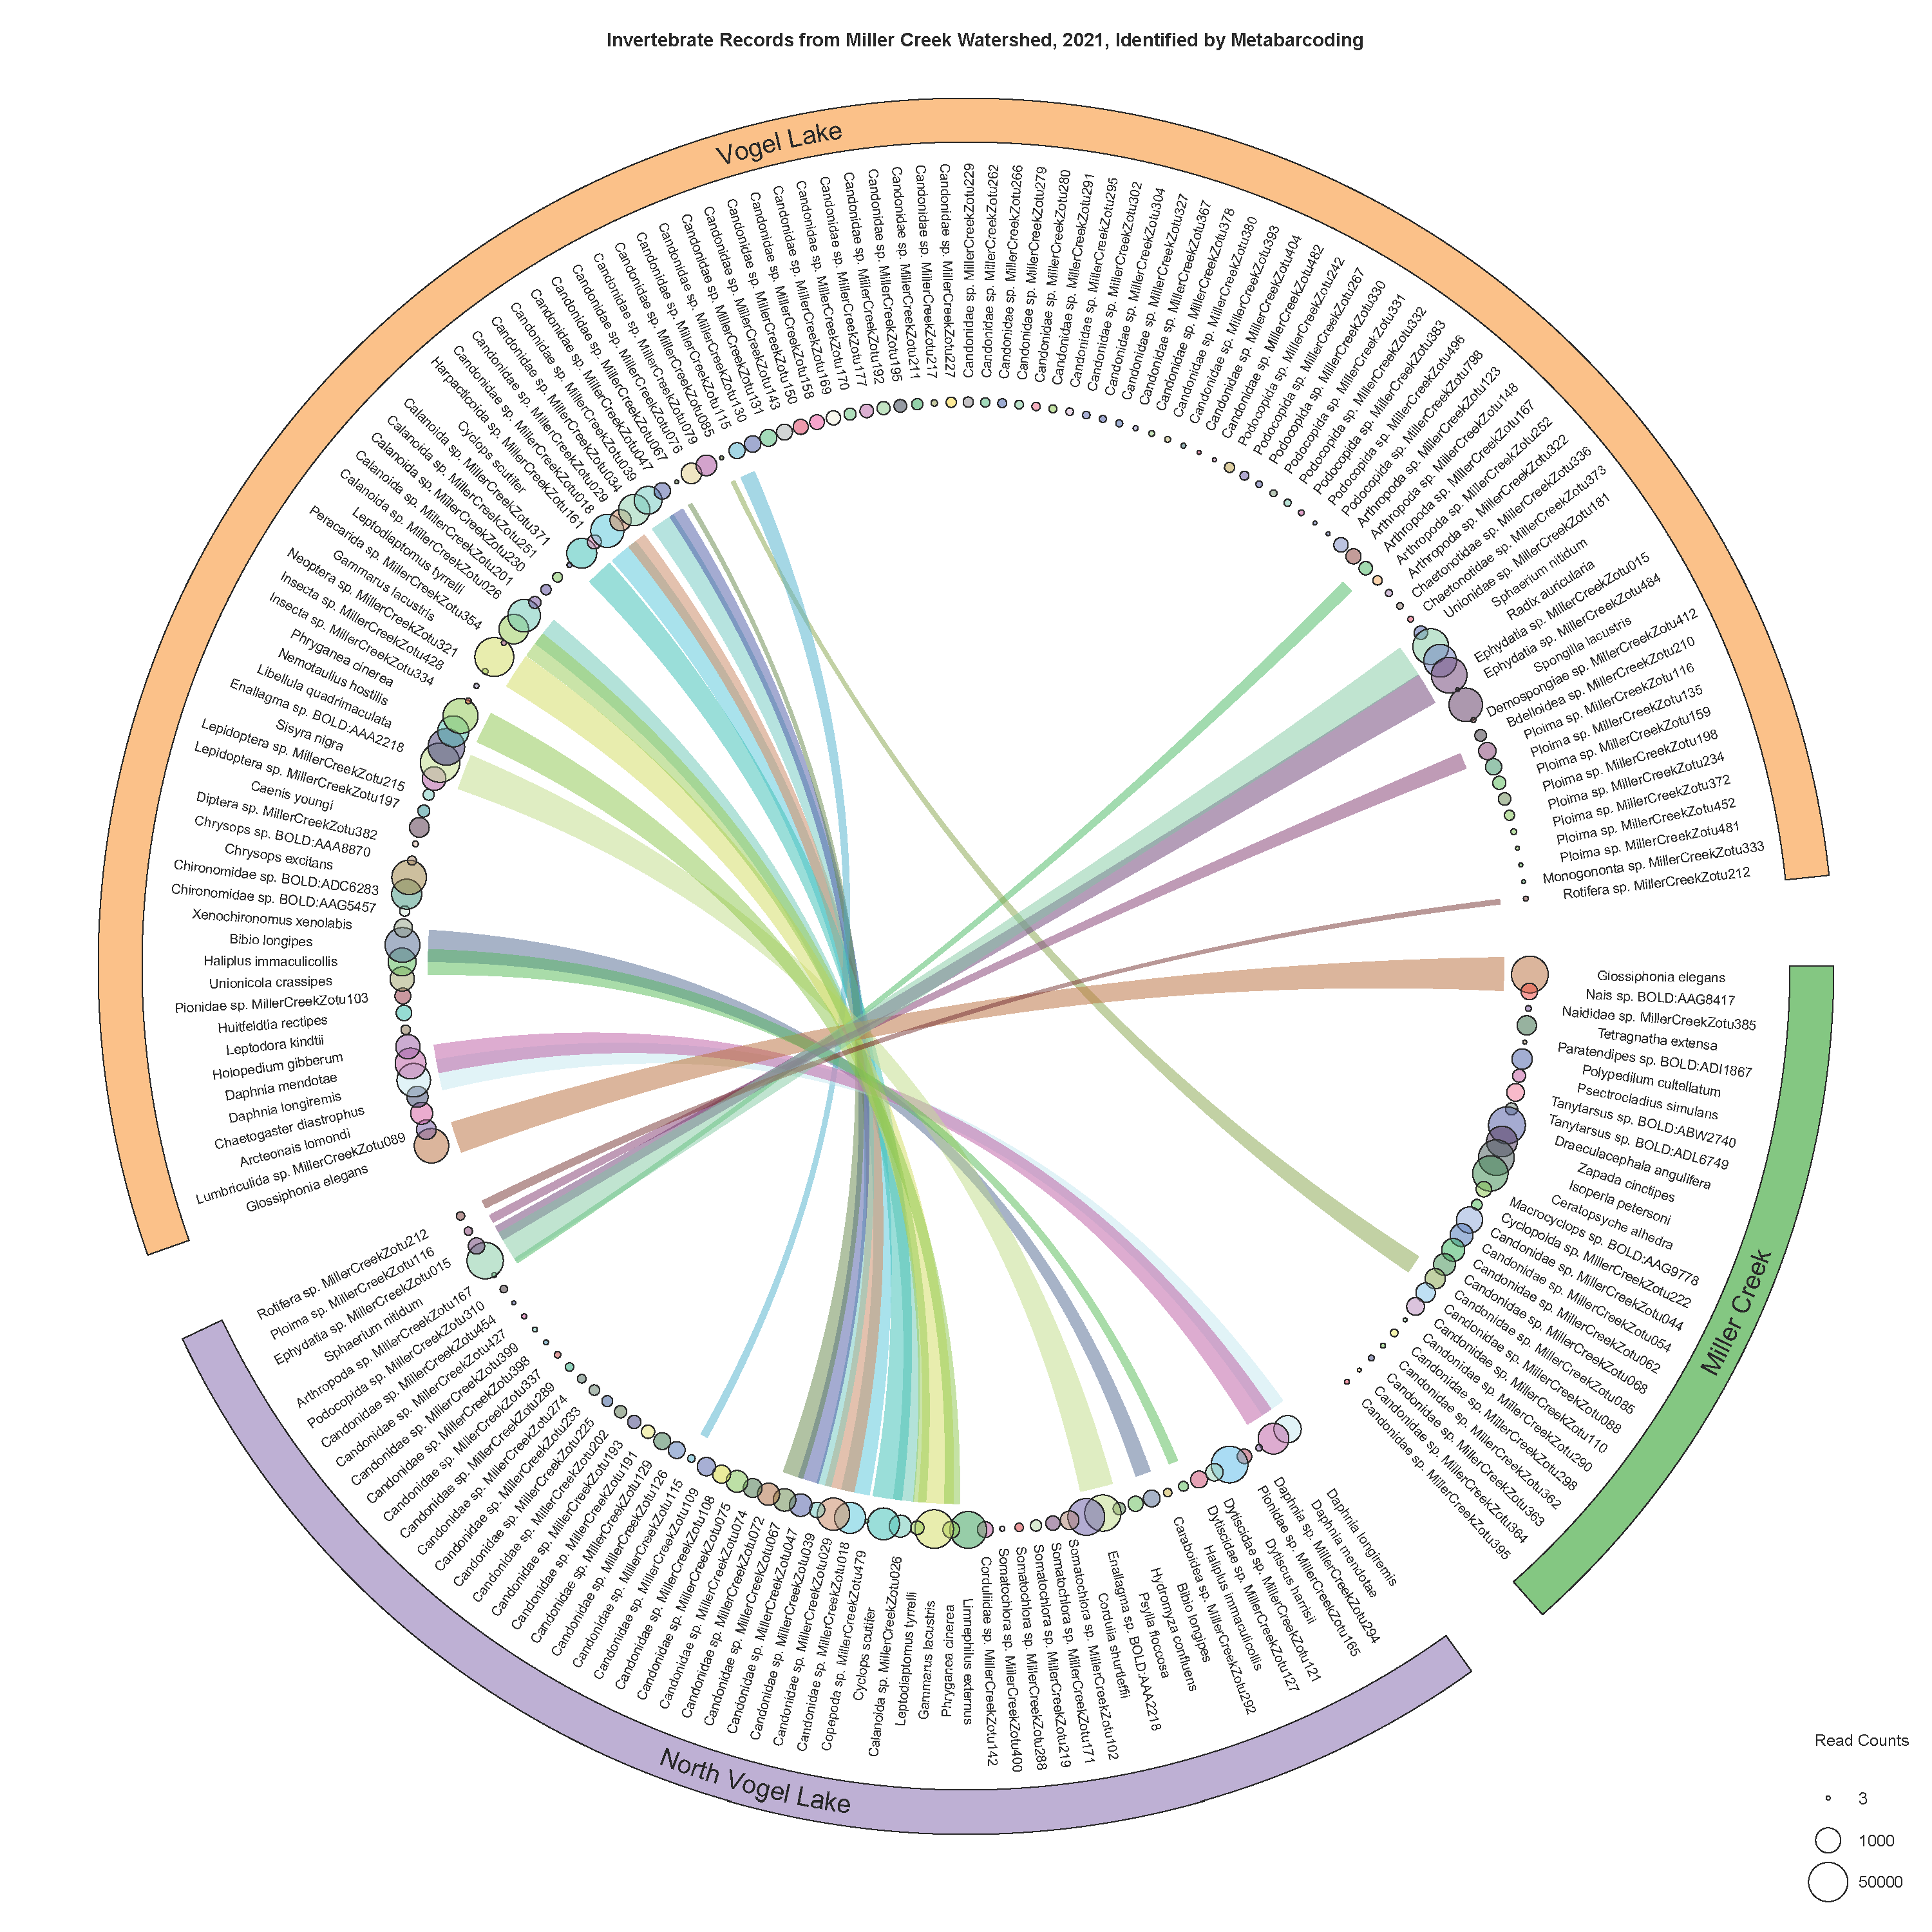 Invertebrate Records from Miller Creek Watershed, 2021, Identified by Metabarcoding
Vogel Lake
Glossiphonia elegans
Lumbriculida sp. MillerCreekZotu089
Arcteonais lomondi
Chaetogaster diastrophus
Daphnia longiremis
Daphnia mendotae
Holopedium gibberum
Leptodora kindtii
Huitfeldtia rectipes
Pionidae sp. MillerCreekZotu103
Unionicola crassipes
Haliplus immaculicollis
Bibio longipes
Xenochironomus xenolabis
Chironomidae sp. BOLD:AAG5457
Chironomidae sp. BOLD:ADC6283
Chrysops excitans
Chrysops sp. BOLD:AAA8870
Diptera sp. MillerCreekZotu382
Caenis youngi
Lepidoptera sp. MillerCreekZotu197
Lepidoptera sp. MillerCreekZotu215
Sisyra nigra
Enallagma sp. BOLD:AAA2218
Libellula quadrimaculata
Nemotaulius hostilis
Phryganea cinerea
Insecta sp. MillerCreekZotu334
Insecta sp. MillerCreekZotu428
Neoptera sp. MillerCreekZotu321
Gammarus lacustris
Peracarida sp. MillerCreekZotu354
Leptodiaptomus tyrrelli
Calanoida sp. MillerCreekZotu026
Calanoida sp. MillerCreekZotu201
Calanoida sp. MillerCreekZotu230
Calanoida sp. MillerCreekZotu251
Calanoida sp. MillerCreekZotu371
Cyclops scutifer
Harpacticoida sp. MillerCreekZotu161
Candonidae sp. MillerCreekZotu018
Candonidae sp. MillerCreekZotu029
Candonidae sp. MillerCreekZotu034
Candonidae sp. MillerCreekZotu039
Candonidae sp. MillerCreekZotu047
Candonidae sp. MillerCreekZotu067
Candonidae sp. MillerCreekZotu076
Candonidae sp. MillerCreekZotu079
Candonidae sp. MillerCreekZotu085
Candonidae sp. MillerCreekZotu115
Candonidae sp. MillerCreekZotu130
Candonidae sp. MillerCreekZotu131
Candonidae sp. MillerCreekZotu143
Candonidae sp. MillerCreekZotu150
Candonidae sp. MillerCreekZotu158
Candonidae sp. MillerCreekZotu169
Candonidae sp. MillerCreekZotu170
Candonidae sp. MillerCreekZotu177
Candonidae sp. MillerCreekZotu192
Candonidae sp. MillerCreekZotu195
Candonidae sp. MillerCreekZotu211
Candonidae sp. MillerCreekZotu217
Candonidae sp. MillerCreekZotu227
Candonidae sp. MillerCreekZotu229
Candonidae sp. MillerCreekZotu262
Candonidae sp. MillerCreekZotu266
Candonidae sp. MillerCreekZotu279
Candonidae sp. MillerCreekZotu280
Candonidae sp. MillerCreekZotu291
Candonidae sp. MillerCreekZotu295
Candonidae sp. MillerCreekZotu302
Candonidae sp. MillerCreekZotu304
Candonidae sp. MillerCreekZotu327
Candonidae sp. MillerCreekZotu367
Candonidae sp. MillerCreekZotu378
Candonidae sp. MillerCreekZotu380
Candonidae sp. MillerCreekZotu393
Candonidae sp. MillerCreekZotu404
Candonidae sp. MillerCreekZotu482
Podocopida sp. MillerCreekZotu242
Podocopida sp. MillerCreekZotu267
Podocopida sp. MillerCreekZotu330
Podocopida sp. MillerCreekZotu331
Podocopida sp. MillerCreekZotu332
Podocopida sp. MillerCreekZotu383
Podocopida sp. MillerCreekZotu496
Podocopida sp. MillerCreekZotu798
Arthropoda sp. MillerCreekZotu123
Arthropoda sp. MillerCreekZotu148
Arthropoda sp. MillerCreekZotu167
Arthropoda sp. MillerCreekZotu252
Arthropoda sp. MillerCreekZotu322
Chaetonotidae sp. MillerCreekZotu336
Chaetonotidae sp. MillerCreekZotu373
Unionidae sp. MillerCreekZotu181
Sphaerium nitidum
Radix auricularia
Ephydatia sp. MillerCreekZotu015
Ephydatia sp. MillerCreekZotu484
Spongilla lacustris
Demospongiae sp. MillerCreekZotu412
Bdelloidea sp. MillerCreekZotu210
Ploima sp. MillerCreekZotu116
Ploima sp. MillerCreekZotu135
Ploima sp. MillerCreekZotu159
Ploima sp. MillerCreekZotu198
Ploima sp. MillerCreekZotu234
Ploima sp. MillerCreekZotu372
Ploima sp. MillerCreekZotu452
Ploima sp. MillerCreekZotu481
Monogononta sp. MillerCreekZotu333
Rotifera sp. MillerCreekZotu212
Miller Creek
Glossiphonia elegans
Nais sp. BOLD:AAG8417
Naididae sp. MillerCreekZotu385
Tetragnatha extensa
Paratendipes sp. BOLD:ADI1867
Polypedilum cultellatum
Psectrocladius simulans
Tanytarsus sp. BOLD:ABW2740
Tanytarsus sp. BOLD:ADL6749
Draeculacephala angulifera
Zapada cinctipes
Isoperla petersoni
Ceratopsyche alhedra
Macrocyclops sp. BOLD:AAG9778
Cyclopoida sp. MillerCreekZotu222
Candonidae sp. MillerCreekZotu044
Candonidae sp. MillerCreekZotu054
Candonidae sp. MillerCreekZotu062
Candonidae sp. MillerCreekZotu068
Candonidae sp. MillerCreekZotu085
Candonidae sp. MillerCreekZotu088
Candonidae sp. MillerCreekZotu110
Candonidae sp. MillerCreekZotu290
Candonidae sp. MillerCreekZotu298
Candonidae sp. MillerCreekZotu362
Candonidae sp. MillerCreekZotu363
Candonidae sp. MillerCreekZotu364
Candonidae sp. MillerCreekZotu395
North Vogel Lake
Daphnia longiremis
Daphnia mendotae
Daphnia sp. MillerCreekZotu294
Pionidae sp. MillerCreekZotu165
Dytiscus harrisii
Dytiscidae sp. MillerCreekZotu121
Dytiscidae sp. MillerCreekZotu127
Haliplus immaculicollis
Caraboidea sp. MillerCreekZotu292
Bibio longipes
Hydromyza confluens
Psylla floccosa
Enallagma sp. BOLD:AAA2218
Cordulia shurtleffii
Somatochlora sp. MillerCreekZotu102
Somatochlora sp. MillerCreekZotu171
Somatochlora sp. MillerCreekZotu219
Somatochlora sp. MillerCreekZotu288
Somatochlora sp. MillerCreekZotu400
Corduliidae sp. MillerCreekZotu142
Limnephilus externus
Phryganea cinerea
Gammarus lacustris
Leptodiaptomus tyrrelli
Calanoida sp. MillerCreekZotu026
Cyclops scutifer
Copepoda sp. MillerCreekZotu479
Candonidae sp. MillerCreekZotu018
Candonidae sp. MillerCreekZotu029
Candonidae sp. MillerCreekZotu039
Candonidae sp. MillerCreekZotu047
Candonidae sp. MillerCreekZotu067
Candonidae sp. MillerCreekZotu072
Candonidae sp. MillerCreekZotu074
Candonidae sp. MillerCreekZotu075
Candonidae sp. MillerCreekZotu108
Candonidae sp. MillerCreekZotu109
Candonidae sp. MillerCreekZotu115
Candonidae sp. MillerCreekZotu126
Candonidae sp. MillerCreekZotu129
Candonidae sp. MillerCreekZotu191
Candonidae sp. MillerCreekZotu193
Candonidae sp. MillerCreekZotu202
Candonidae sp. MillerCreekZotu225
Candonidae sp. MillerCreekZotu233
Candonidae sp. MillerCreekZotu274
Candonidae sp. MillerCreekZotu289
Candonidae sp. MillerCreekZotu337
Candonidae sp. MillerCreekZotu398
Candonidae sp. MillerCreekZotu399
Candonidae sp. MillerCreekZotu427
Candonidae sp. MillerCreekZotu454
Podocopida sp. MillerCreekZotu310
Arthropoda sp. MillerCreekZotu167
Sphaerium nitidum
Ephydatia sp. MillerCreekZotu015
Ploima sp. MillerCreekZotu116
Rotifera sp. MillerCreekZotu212
Read Counts
3
1000
50000